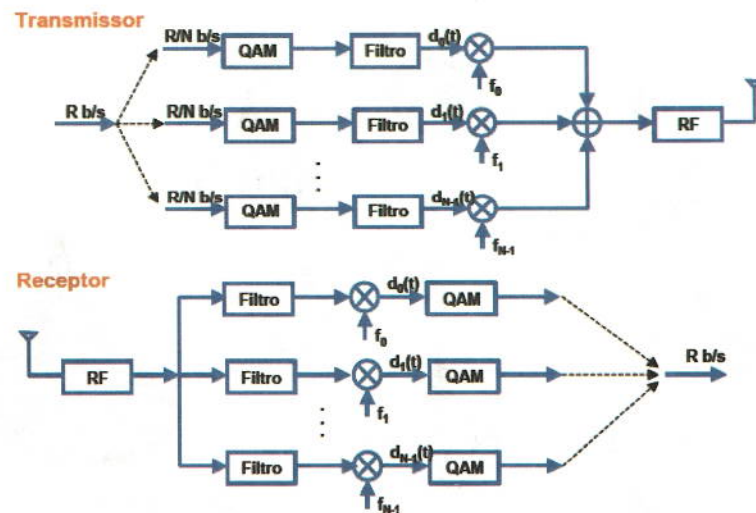 Transmissor
R/N b/s QAM Filtro d₀(t)
f₀
R b/s R/N b/s QAM Filtro d₁(t) RF
f₁
R/N b/s QAM Filtro dN-1(t)
fN-1
Receptor
Filtro d₀(t) QAM
f₀
RF Filtro d₁(t) QAM R b/s
f₁
Filtro dN-1(t) QAM
fN-1